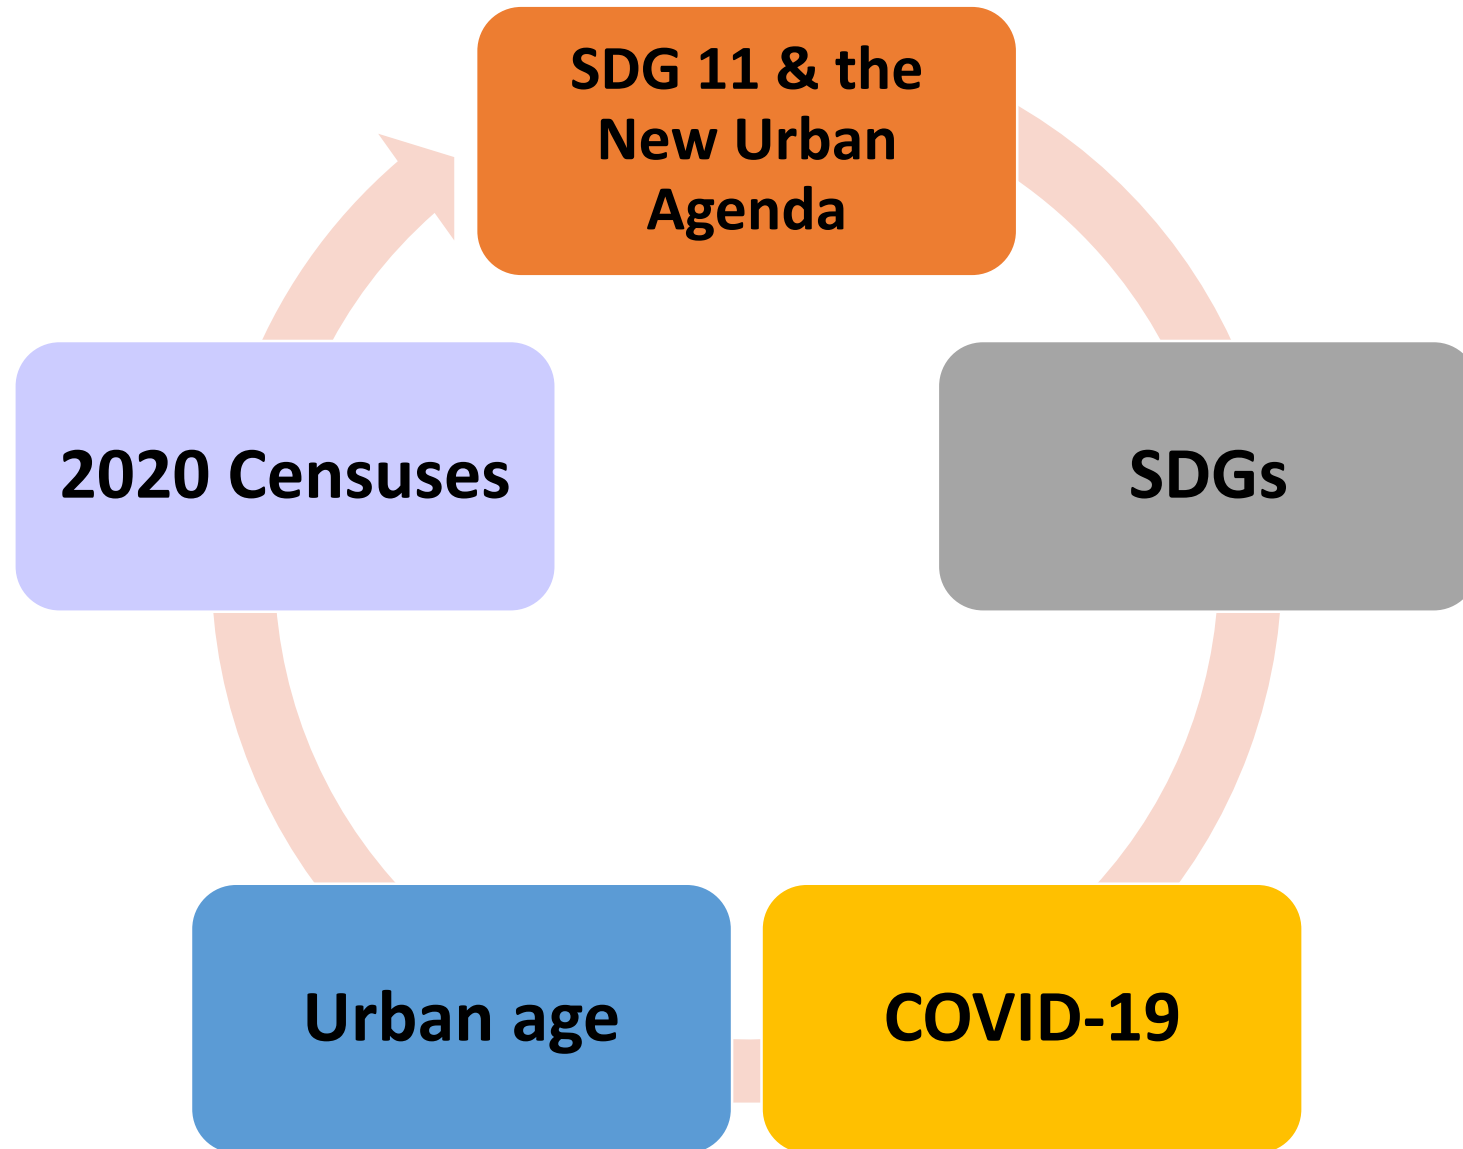 SDG 11 & the
New Urban
Agenda
2020 Censuses
SDGs
Urban age
COVID-19